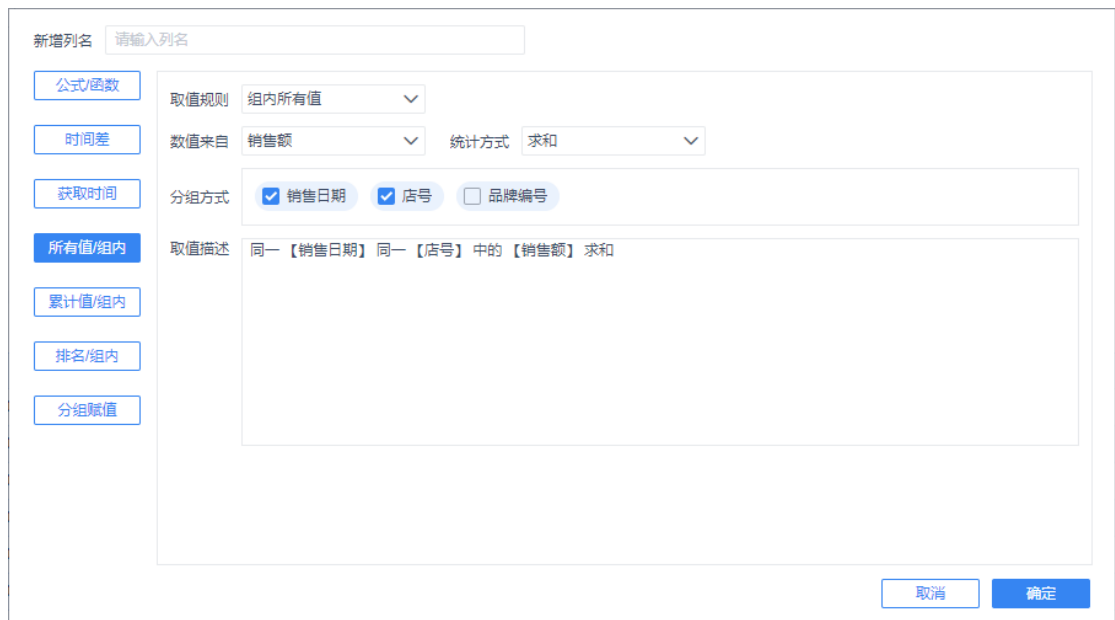 新增列名 请输入列名
公式/函数
时间差
获取时间
所有值/组内
累计值/组内
排名/组内
分组赋值
取值规则 组内所有值
数值来自 销售额 统计方式 求和
分组方式 销售日期 店号 品牌编号
取值描述 同一 【销售日期】 同一 【店号】 中的 【销售额】 求和
取消 确定